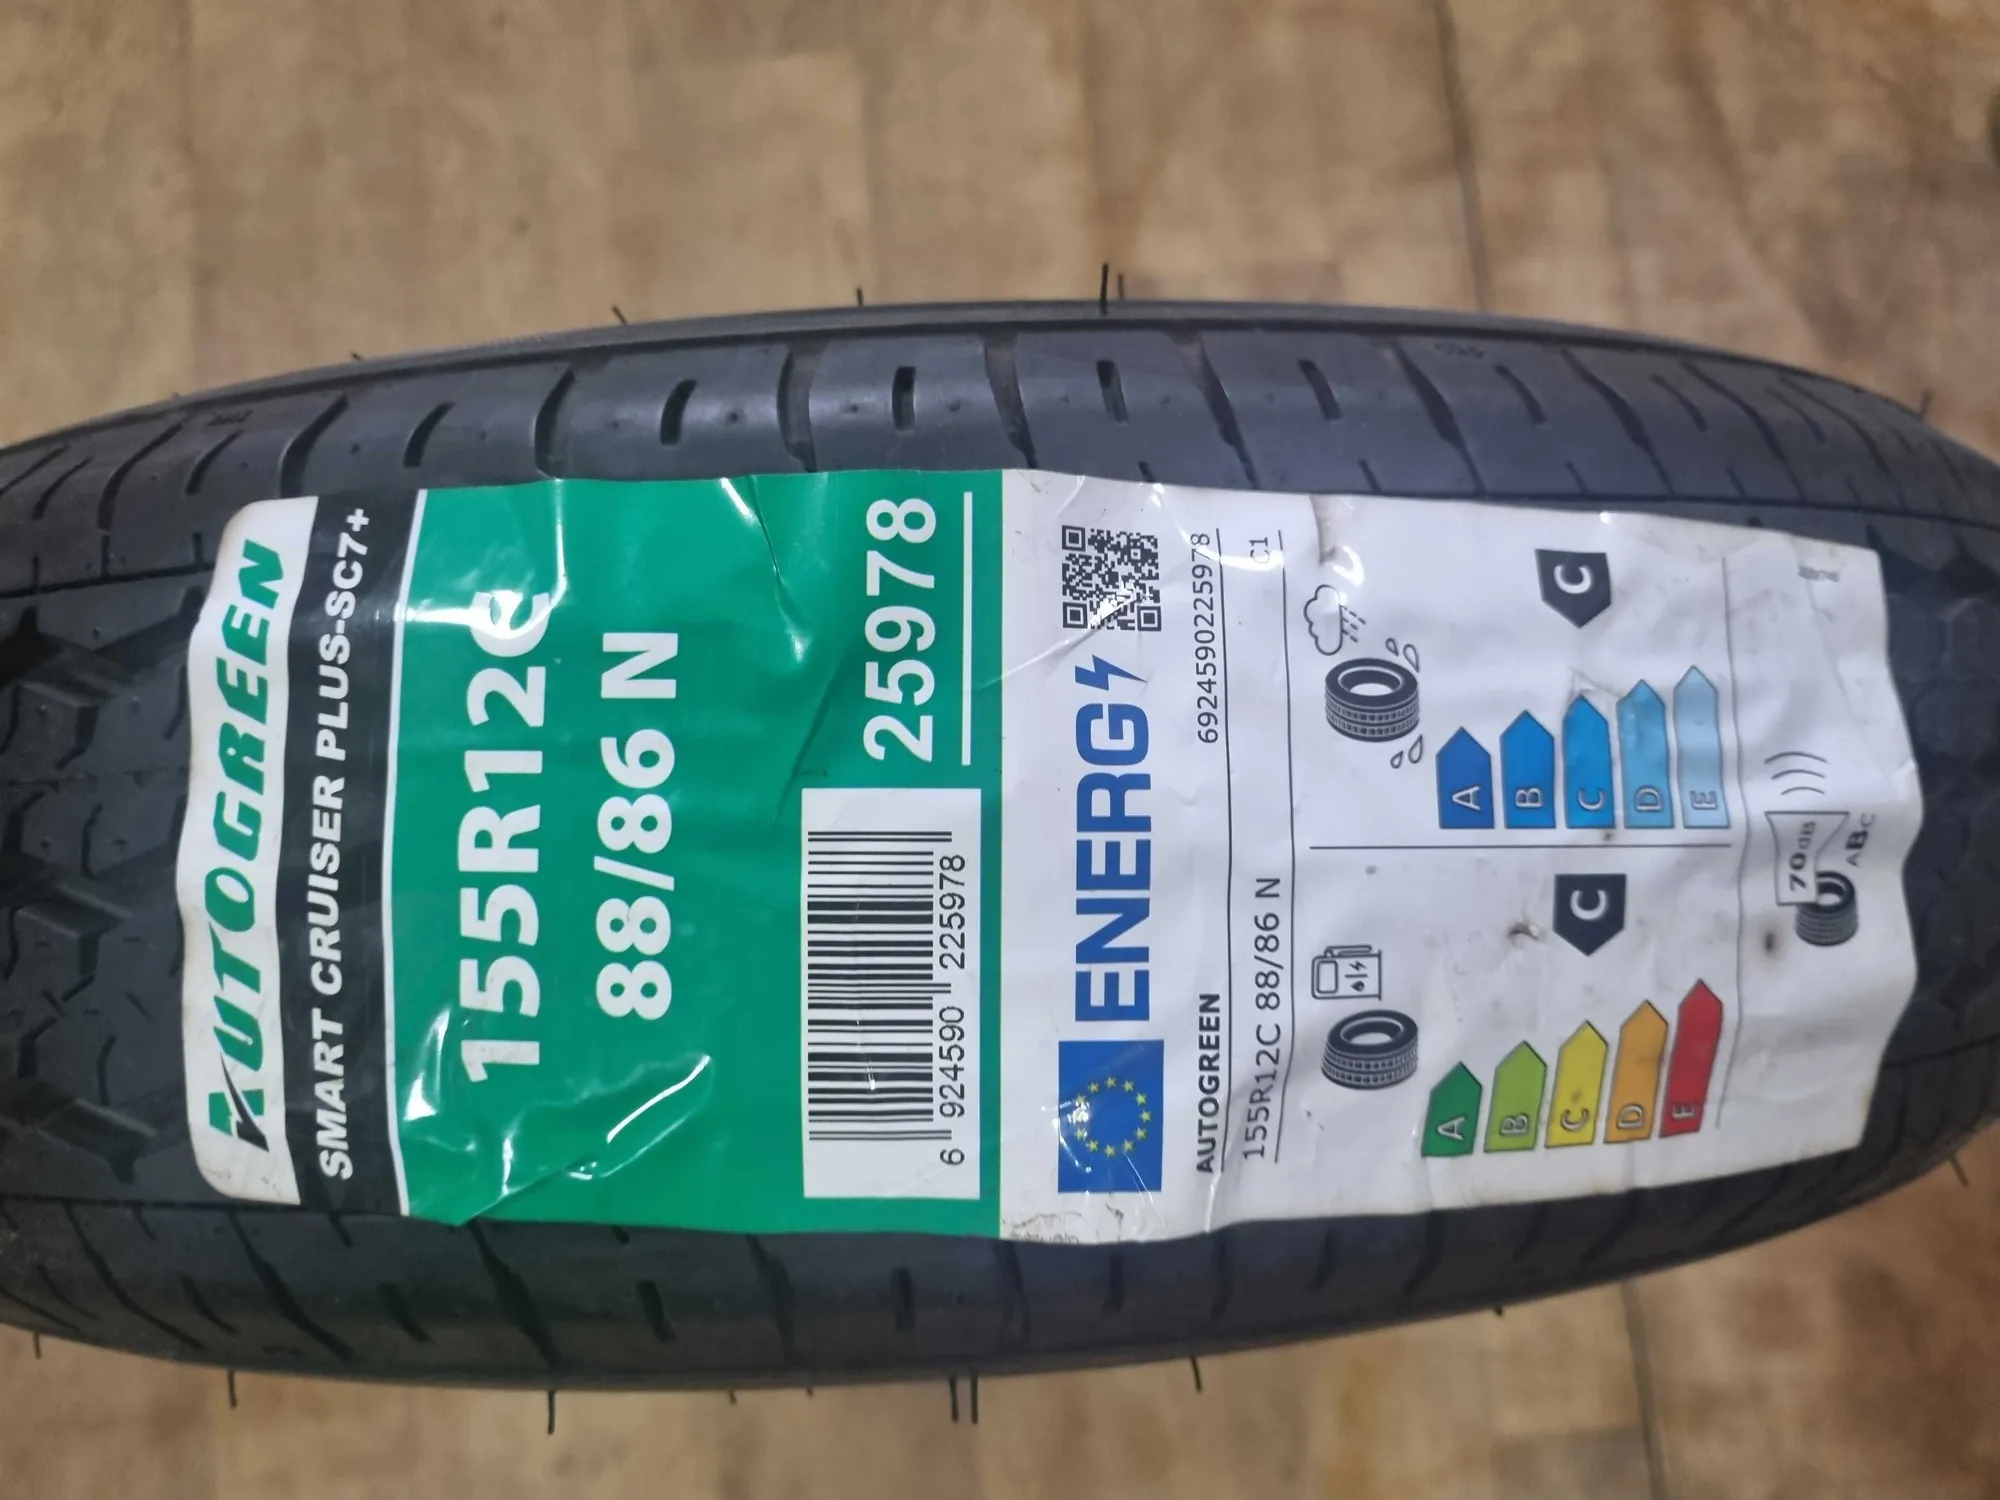 AUTOGREEN
SMART CRUISER PLUS-SC7+
155R12C
88/86 N
25978
6 924590 225978
ENERG
AUTOGREEN 6924590225978
155R12C 88/86 N C1
A
B
C
D
E
C
A
B
C
D
E
C
70dB
ABC